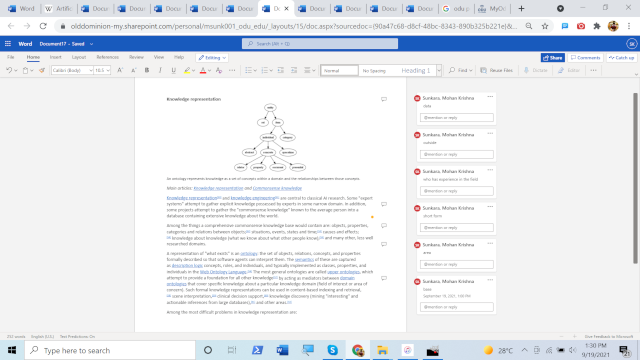 Word
Wikif
Docu
Docu
Docu
Docu
Docu
Docu
Docu
Docu
Docu
Docu
edu p
MyO
olddominion-my.sharepoint.com/personal/msunk001_odu_edu/_layouts/15/doc.aspx?sourcedoc={90a47c68-d8cf-48bc-8343-890b325b221e}&...
Word Document17 - Saved
Search (Alt + Q)
SK
File Home Insert Layout References Review View Help Editing
Share Comments Catch up
Calibri (Body) 10.5
Normal No Spacing Heading 1
Find Reuse Files Dictate Editor
Knowledge representation
An ontology represents knowledge as a set of concepts within a domain and the relationships between those concepts.
Main articles: Knowledge representation and Commonsense knowledge
Knowledge representation and knowledge engineering are central to classical AI research. Some "expert
systems" attempt to gather explicit knowledge possessed by experts in some narrow domain. In addition,
some projects attempt to gather the "commonsense knowledge" known to the average person into a
database containing extensive knowledge about the world.
Among the things a comprehensive commonsense knowledge base would contain are: objects, properties,
categories and relations between objects; situations, events, states and time; causes and effects;
knowledge about knowledge (what we know about what other people know); and many other, less well
researched domains.
A representation of "what exists" is an ontology: the set of objects, relations, concepts, and properties
formally described so that software agents can interpret them. The semantics of these are captured
as description logic concepts, roles, and individuals, and typically implemented as classes, properties, and
individuals in the Web Ontology Language. The most general ontologies are called upper ontologies, which
attempt to provide a foundation for all other knowledge by acting as mediators between domain
ontologies that cover specific knowledge about a particular knowledge domain (field of interest or area of
concern). Such formal knowledge representations can be used in content-based indexing and retrieval,
scene interpretation, clinical decision support, knowledge discovery (mining "interesting" and
actionable inferences from large databases), and other areas.
Among the most difficult problems in knowledge representation are:
Sunkara, Mohan Krishna
@mention or reply
Sunkara, Mohan Krishna
outside
@mention or reply
Sunkara, Mohan Krishna
who has experience in the field
@mention or reply
Sunkara, Mohan Krishna
short form
@mention or reply
Sunkara, Mohan Krishna
area
@mention or reply
Sunkara, Mohan Krishna
September 19, 2021, 1:00 PM
@mention or reply
English (U.S.) Text Predictions: On
Give Feedback to Microsoft
Type here to search
28°C
1:30 PM
9/19/2021